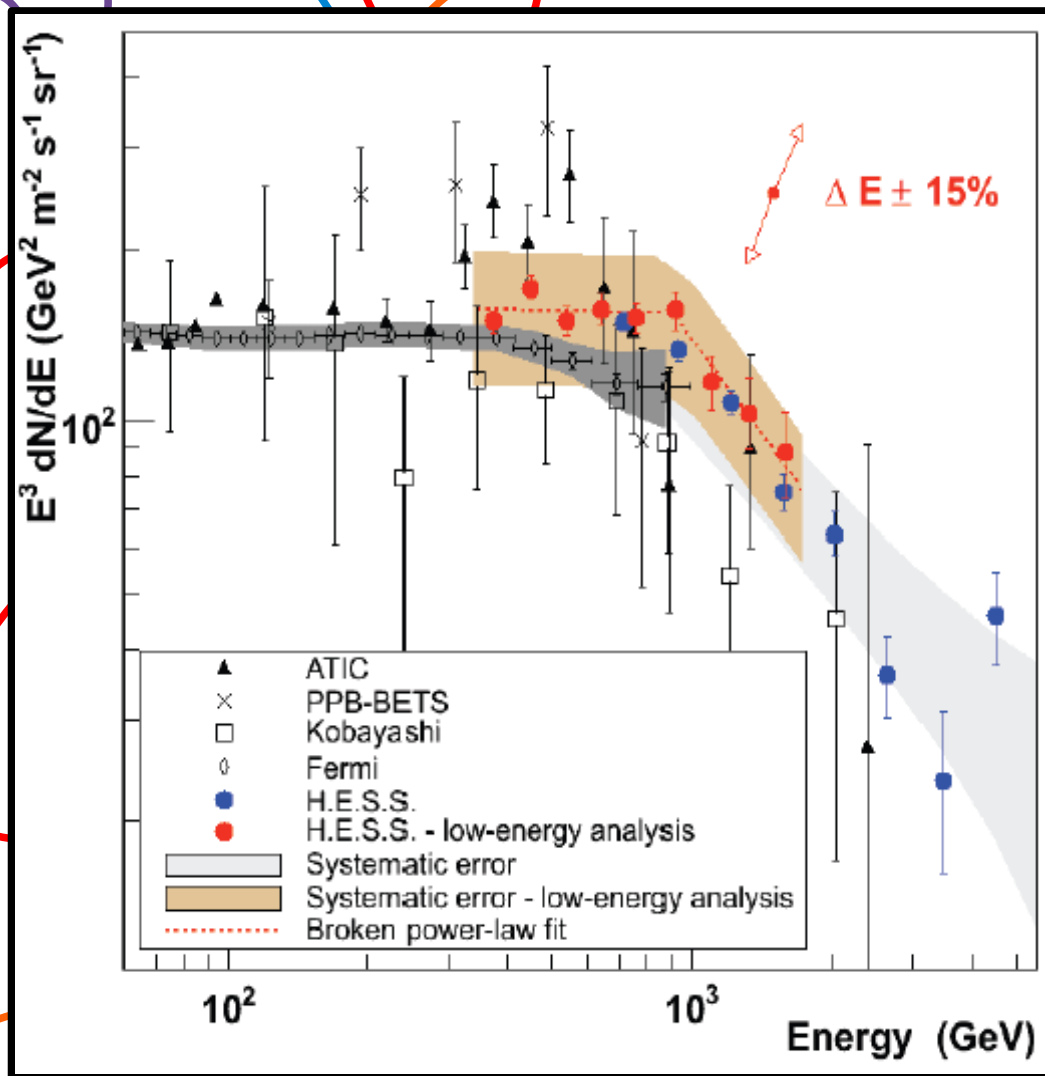 E³ dN/dE (GeV² m⁻² s⁻¹ sr⁻¹)
Δ E ± 15%
10²
ATIC
PPB-BETS
Kobayashi
Fermi
H.E.S.S.
H.E.S.S. - low-energy analysis
Systematic error
Systematic error - low-energy analysis
Broken power-law fit
10² 10³
Energy (GeV)